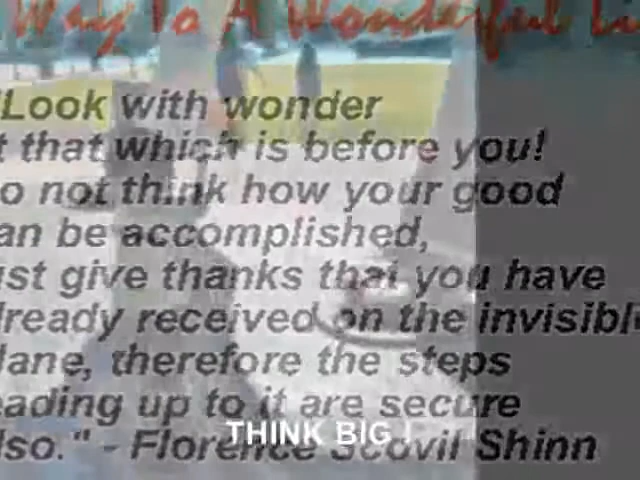 Way To A Wonderful Li
"Look with wonder
t that which is before you!
o not think how your good
an be accomplished,
ust give thanks that you have
lready received on the invisibl
lane, therefore the steps
eading up to it are secure
lso." - Florence Scovil Shinn
THINK BIG !